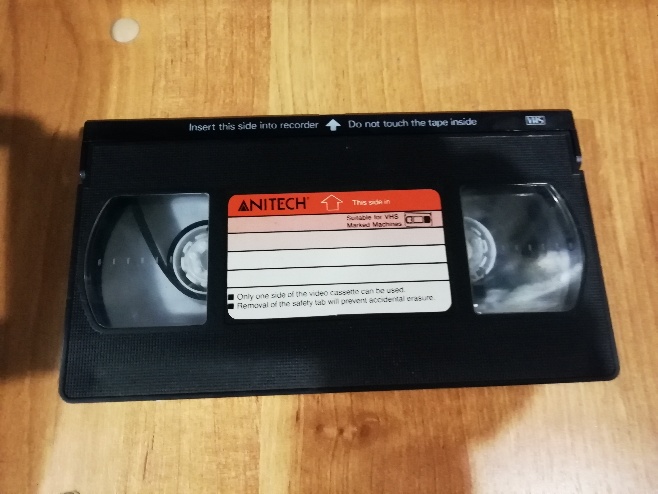 Insert this side into recorder Do not touch the tape inside VHS
ANITECH This side in
Suitable for VHS
Marked Machines
Only one side of the video cassette can be used.
Removal of the safety tab will prevent accidental erasure.